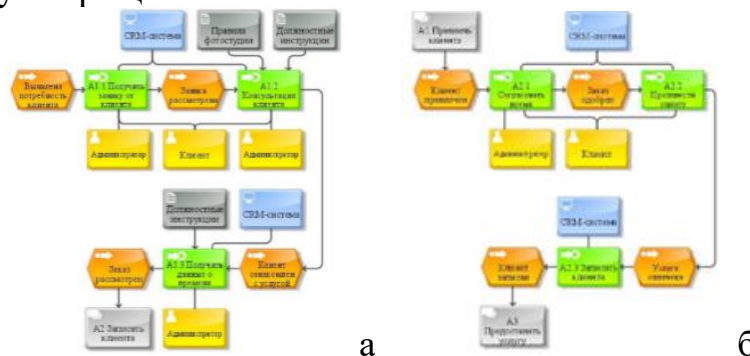 CRM-система
Правила
фотостудии
Должностные
инструкции
Выявлена
потребность
клиента
А1.1 Получить
заявку от
клиента
Заявка
рассмотрена
А1.2
Консультация
клиента
Администратор
Клиент
Администратор
Должностные
инструкции
CRM-система
Заказ
рассмотрен
А1.3 Получить
данные о
времени
Клиент
ознакомлен
с услугой
А2 Записать
клиента
Администратор
а
А1 Привлечь
клиента
CRM-система
Клиент
привлечен
А2.1
Согласовать
время
Заказ
одобрен
А2.2
Произвести
оплату
Администратор
Клиент
CRM-система
Клиент
записан
А2.3 Записать
клиента
Услуга
оплачена
А3
Предоставить
услугу
б